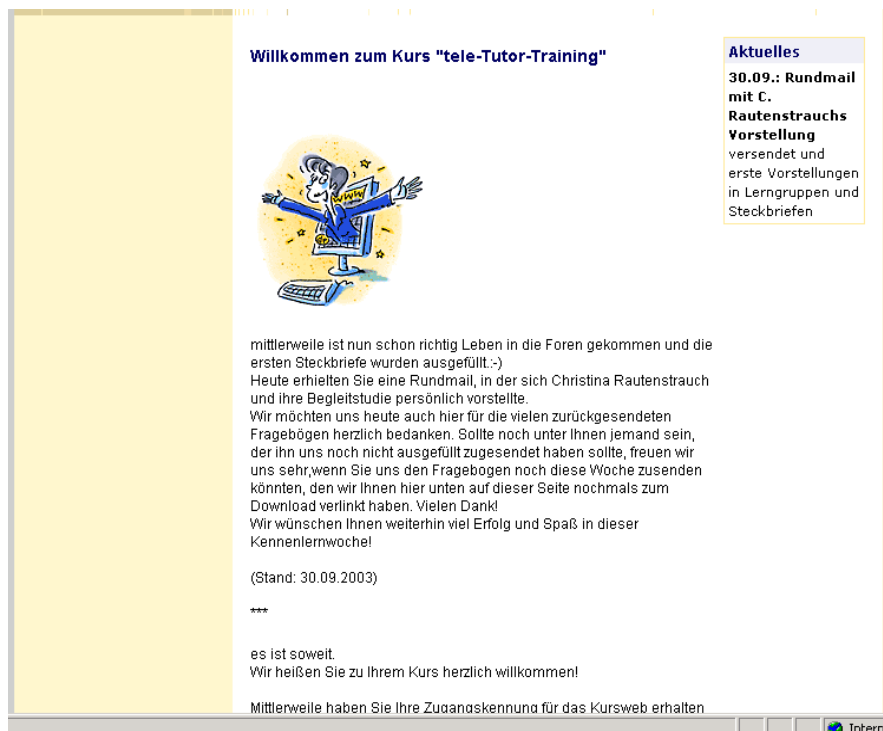 Willkommen zum Kurs "tele-Tutor-Training"
mittlerweile ist nun schon richtig Leben in die Foren gekommen und die
ersten Steckbriefe wurden ausgefüllt.:-)
Heute erhielten Sie eine Rundmail, in der sich Christina Rautenstrauch
und ihre Begleitstudie persönlich vorstellte.
Wir möchten uns heute auch hier für die vielen zurückgesendeten
Fragebögen herzlich bedanken. Sollte noch unter Ihnen jemand sein,
der ihn uns noch nicht ausgefüllt zugesendet haben sollte, freuen wir
uns sehr,wenn Sie uns den Fragebogen noch diese Woche zusenden
könnten, den wir Ihnen hier unten auf dieser Seite nochmals zum
Download verlinkt haben. Vielen Dank!
Wir wünschen Ihnen weiterhin viel Erfolg und Spaß in dieser
Kennenlernwoche!
(Stand: 30.09.2003)
***
es ist soweit.
Wir heißen Sie zu Ihrem Kurs herzlich willkommen!
Mittlerweile haben Sie Ihre Zugangskennung für das Kursweb erhalten
Aktuelles
30.09.: Rundmail
mit C.
Rautenstrauchs
Vorstellung
versendet und
erste Vorstellungen
in Lerngruppen und
Steckbriefen
Intern